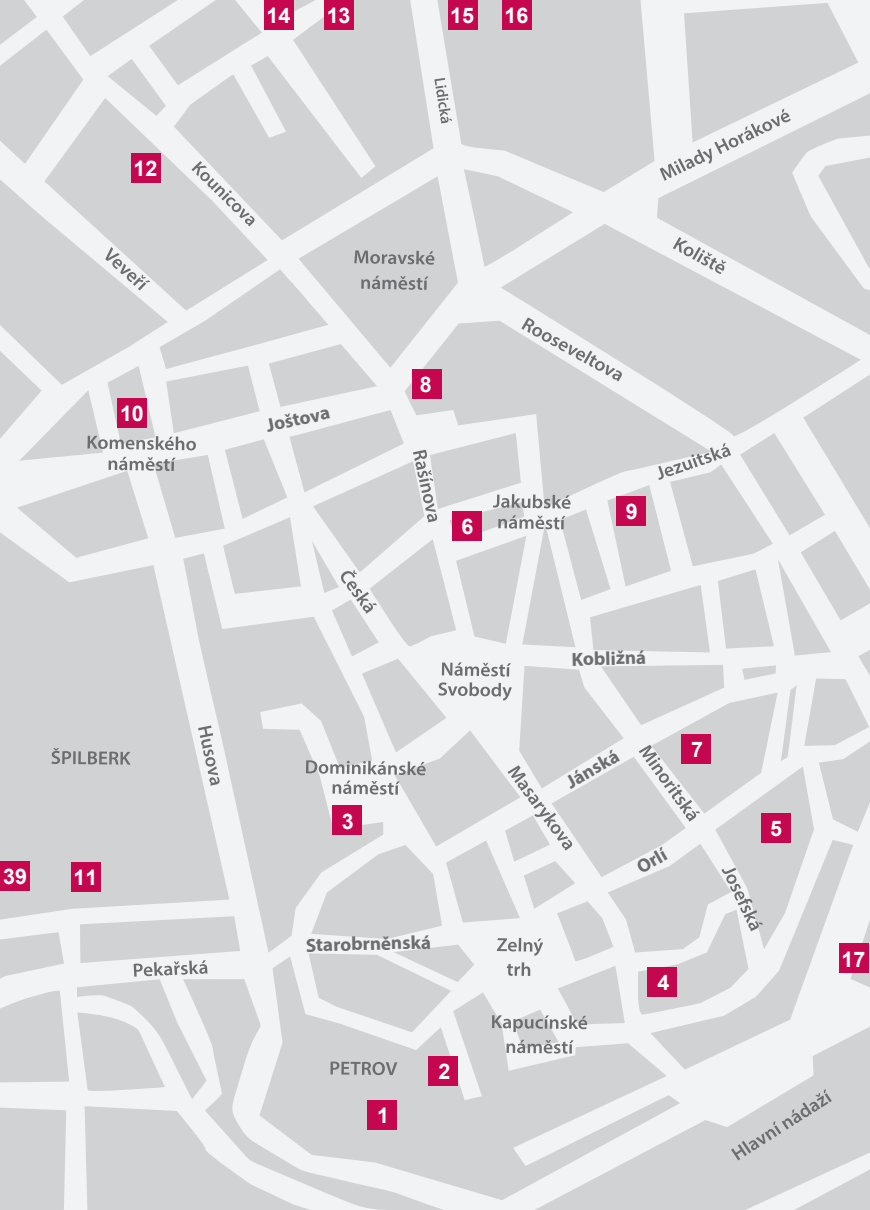 14
13
15
16
Lidická
Milady Horákové
12
Kounicova
Veveří
Moravské
náměstí
Koliště
Rooseveltova
8
10
Joštova
Komenského
náměstí
Jezuitská
Rašínova
Jakubské
náměstí
6
9
Česká
Kobližná
Náměstí
Svobody
Husova
ŠPILBERK
Dominikánské
náměstí
3
Jánská
Minoritská
7
Masarykova
5
Orlí
Josefská
39
11
Starobrněnská
Zelný
trh
Pekařská
17
4
Kapucínské
náměstí
PETROV
2
1
Hlavní nádaží